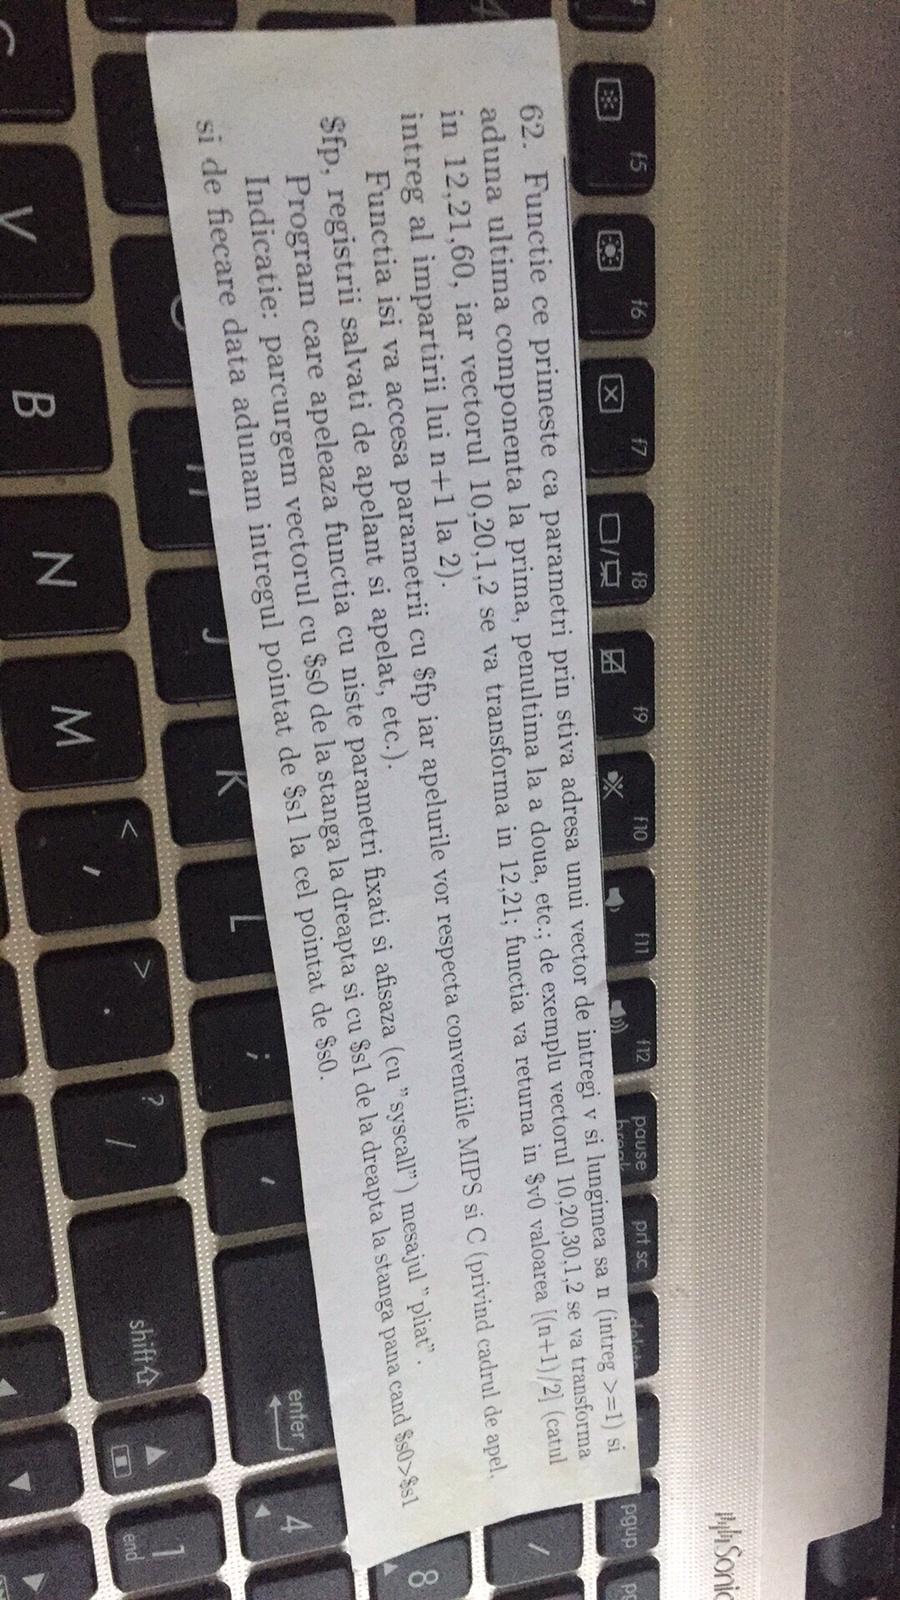 62. Functie ce primeste ca parametri prin stiva adresa unui vector de intregi v si lungimea sa n (intreg >=1) si
aduna ultima componenta la prima, penultima la a doua, etc.; de exemplu vectorul 10,20,30,1,2 se va transforma
in 12,21,60, iar vectorul 10,20,1,2 se va transforma in 12,21; functia va returna in $v0 valoarea [(n+1)/2] (catul
intreg al impartirii lui n+1 la 2).
Functia isi va accesa parametrii cu $fp iar apelurile vor respecta conventiile MIPS si C (privind cadrul de apel,
$fp, registrii salvati de apelant si apelat, etc.).
Program care apeleaza functia cu niste parametri fixati si afisaza (cu "syscall") mesajul "pliat".
Indicatie: parcurgem vectorul cu $s0 de la stanga la dreapta si cu $s1 de la dreapta la stanga pana cand $s0>$s1
si de fiecare data adunam intregul pointat de $s1 la cel pointat de $s0.
f5
f6
f7
f8
f9
f10
f11
f12
pause
prt sc
pgup
C
V
B
N
M
<
,
>
.
?
/
shift
J
K
L
;
enter
4
1
end
8
/